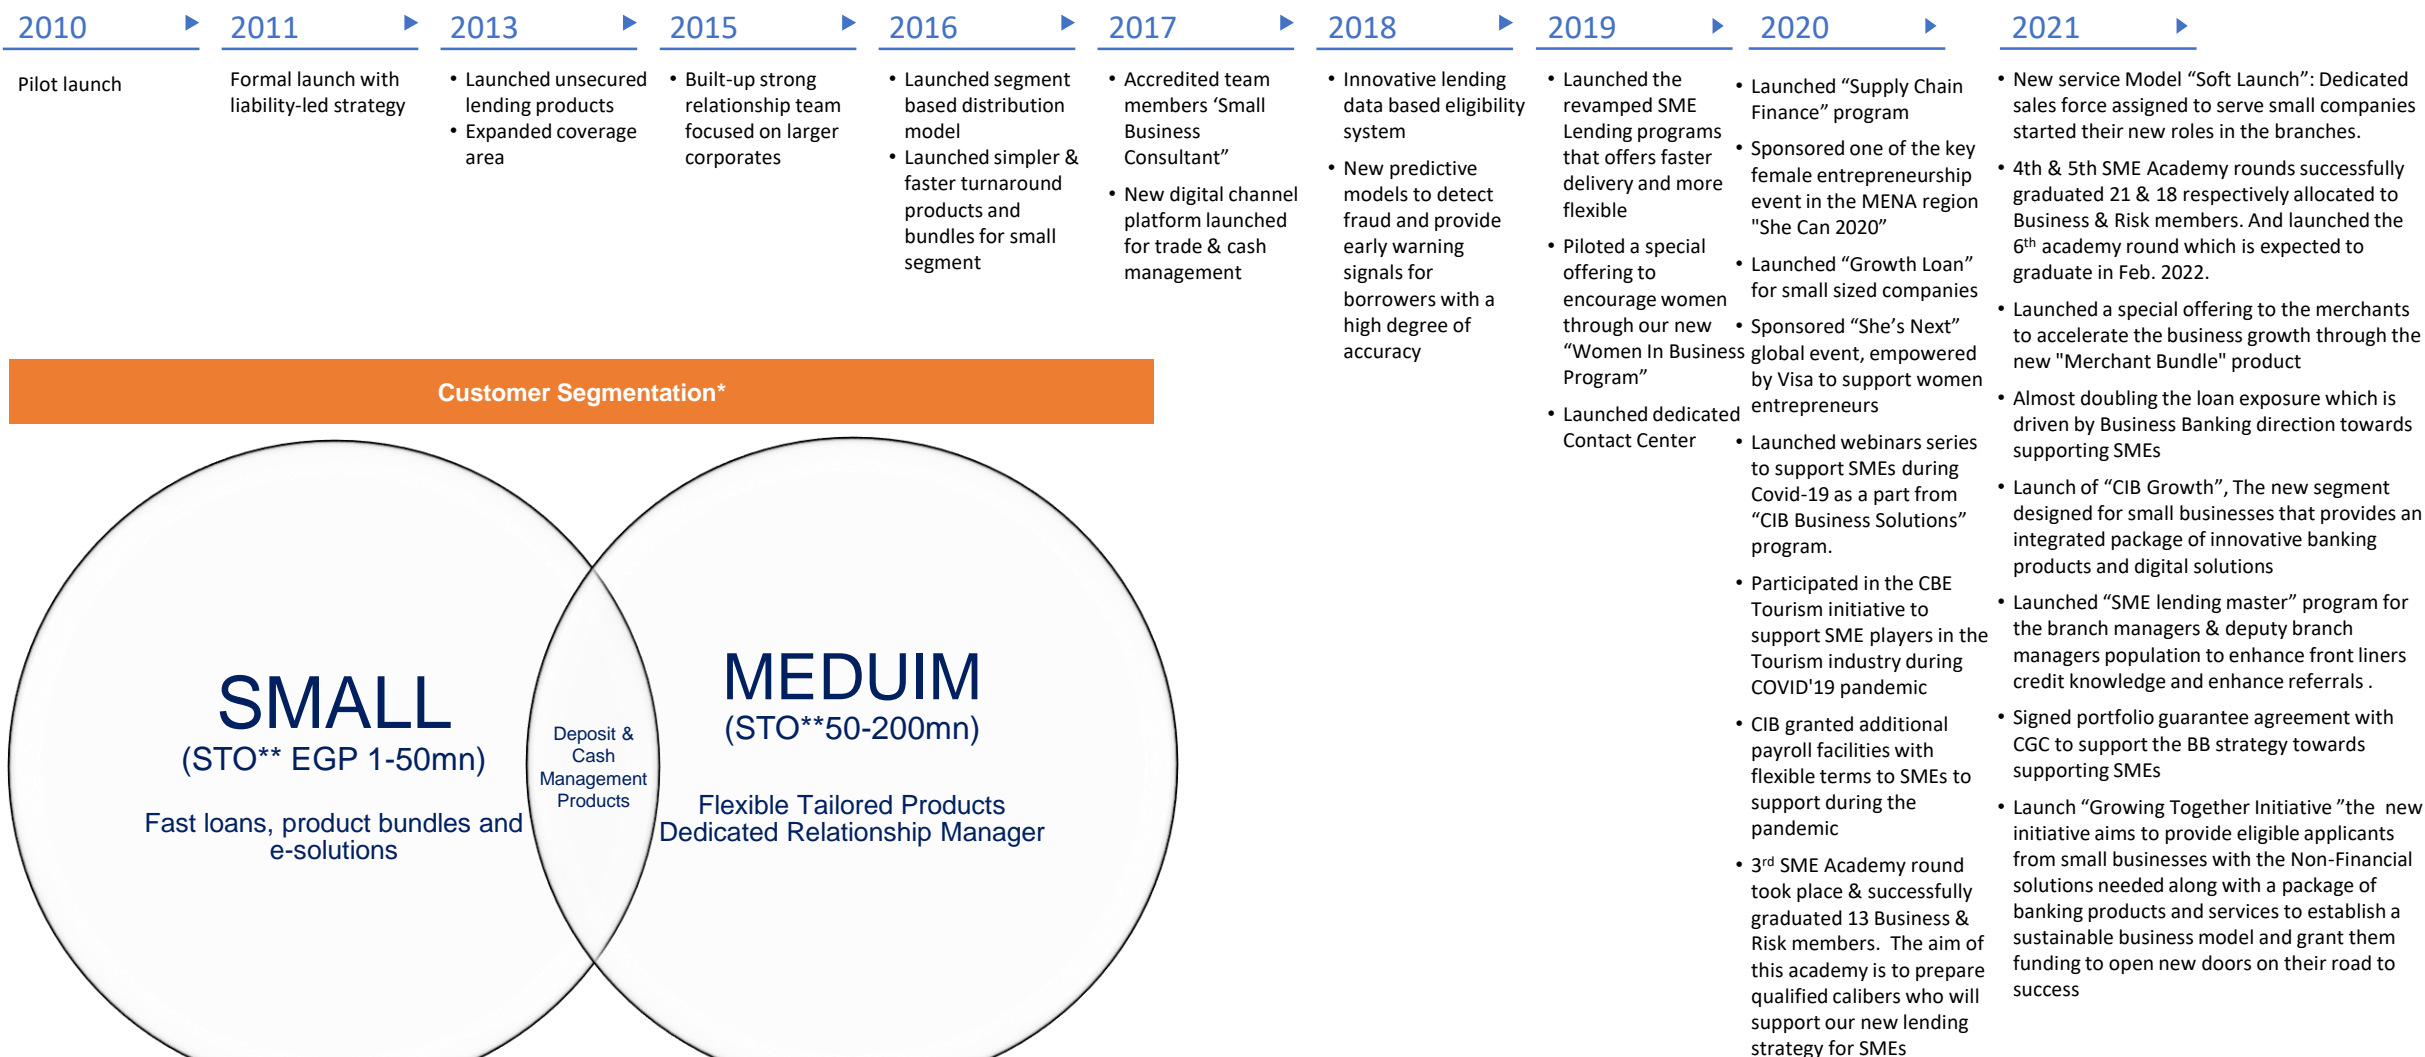 2010
Pilot launch
2011
Formal launch with
liability-led strategy
2013
• Launched unsecured
lending products
• Expanded coverage
area
2015
• Built-up strong
relationship team
focused on larger
corporates
2016
• Launched segment
based distribution
model
• Launched simpler &
faster turnaround
products and
bundles for small
segment
2017
• Accredited team
members ‘Small
Business
Consultant”
• New digital channel
platform launched
for trade & cash
management
2018
• Innovative lending
data based eligibility
system
• New predictive
models to detect
fraud and provide
early warning
signals for
borrowers with a
high degree of
accuracy
2019
• Launched the
revamped SME
Lending programs
that offers faster
delivery and more
flexible
• Piloted a special
offering to
encourage women
through our new
“Women In Business
Program”
• Launched dedicated
Contact Center
2020
• Launched “Supply Chain
Finance” program
• Sponsored one of the key
female entrepreneurship
event in the MENA region
"She Can 2020”
• Launched “Growth Loan”
for small sized companies
• Sponsored “She’s Next”
global event, empowered
by Visa to support women
entrepreneurs
• Launched webinars series
to support SMEs during
Covid-19 as a part from
“CIB Business Solutions”
program.
• Participated in the CBE
Tourism initiative to
support SME players in the
Tourism industry during
COVID'19 pandemic
• CIB granted additional
payroll facilities with
flexible terms to SMEs to
support during the
pandemic
• 3rd SME Academy round
took place & successfully
graduated 13 Business &
Risk members. The aim of
this academy is to prepare
qualified calibers who will
support our new lending
strategy for SMEs
2021
• New service Model “Soft Launch”: Dedicated
sales force assigned to serve small companies
started their new roles in the branches.
• 4th & 5th SME Academy rounds successfully
graduated 21 & 18 respectively allocated to
Business & Risk members. And launched the
6th academy round which is expected to
graduate in Feb. 2022.
• Launched a special offering to the merchants
to accelerate the business growth through the
new "Merchant Bundle" product
• Almost doubling the loan exposure which is
driven by Business Banking direction towards
supporting SMEs
• Launch of “CIB Growth”, The new segment
designed for small businesses that provides an
integrated package of innovative banking
products and digital solutions
• Launched “SME lending master” program for
the branch managers & deputy branch
managers population to enhance front liners
credit knowledge and enhance referrals .
• Signed portfolio guarantee agreement with
CGC to support the BB strategy towards
supporting SMEs
• Launch “Growing Together Initiative ”the new
initiative aims to provide eligible applicants
from small businesses with the Non-Financial
solutions needed along with a package of
banking products and services to establish a
sustainable business model and grant them
funding to open new doors on their road to
success
Customer Segmentation*
SMALL
(STO** EGP 1-50mn)
Fast loans, product bundles and
e-solutions
Deposit &
Cash
Management
Products
MEDUIM
(STO**50-200mn)
Flexible Tailored Products
Dedicated Relationship Manager